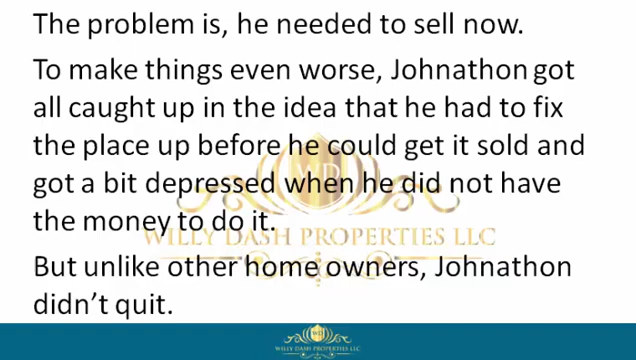 The problem is, he needed to sell now.
To make things even worse, Johnathon got
all caught up in the idea that he had to fix
the place up before he could get it sold and
got a bit depressed when he did not have
the money to do it.
WILLY DASH PROPERTIES LLC
But unlike other home owners, Johnathon
didn’t quit.
WILLY DASH PROPERTIES LLC